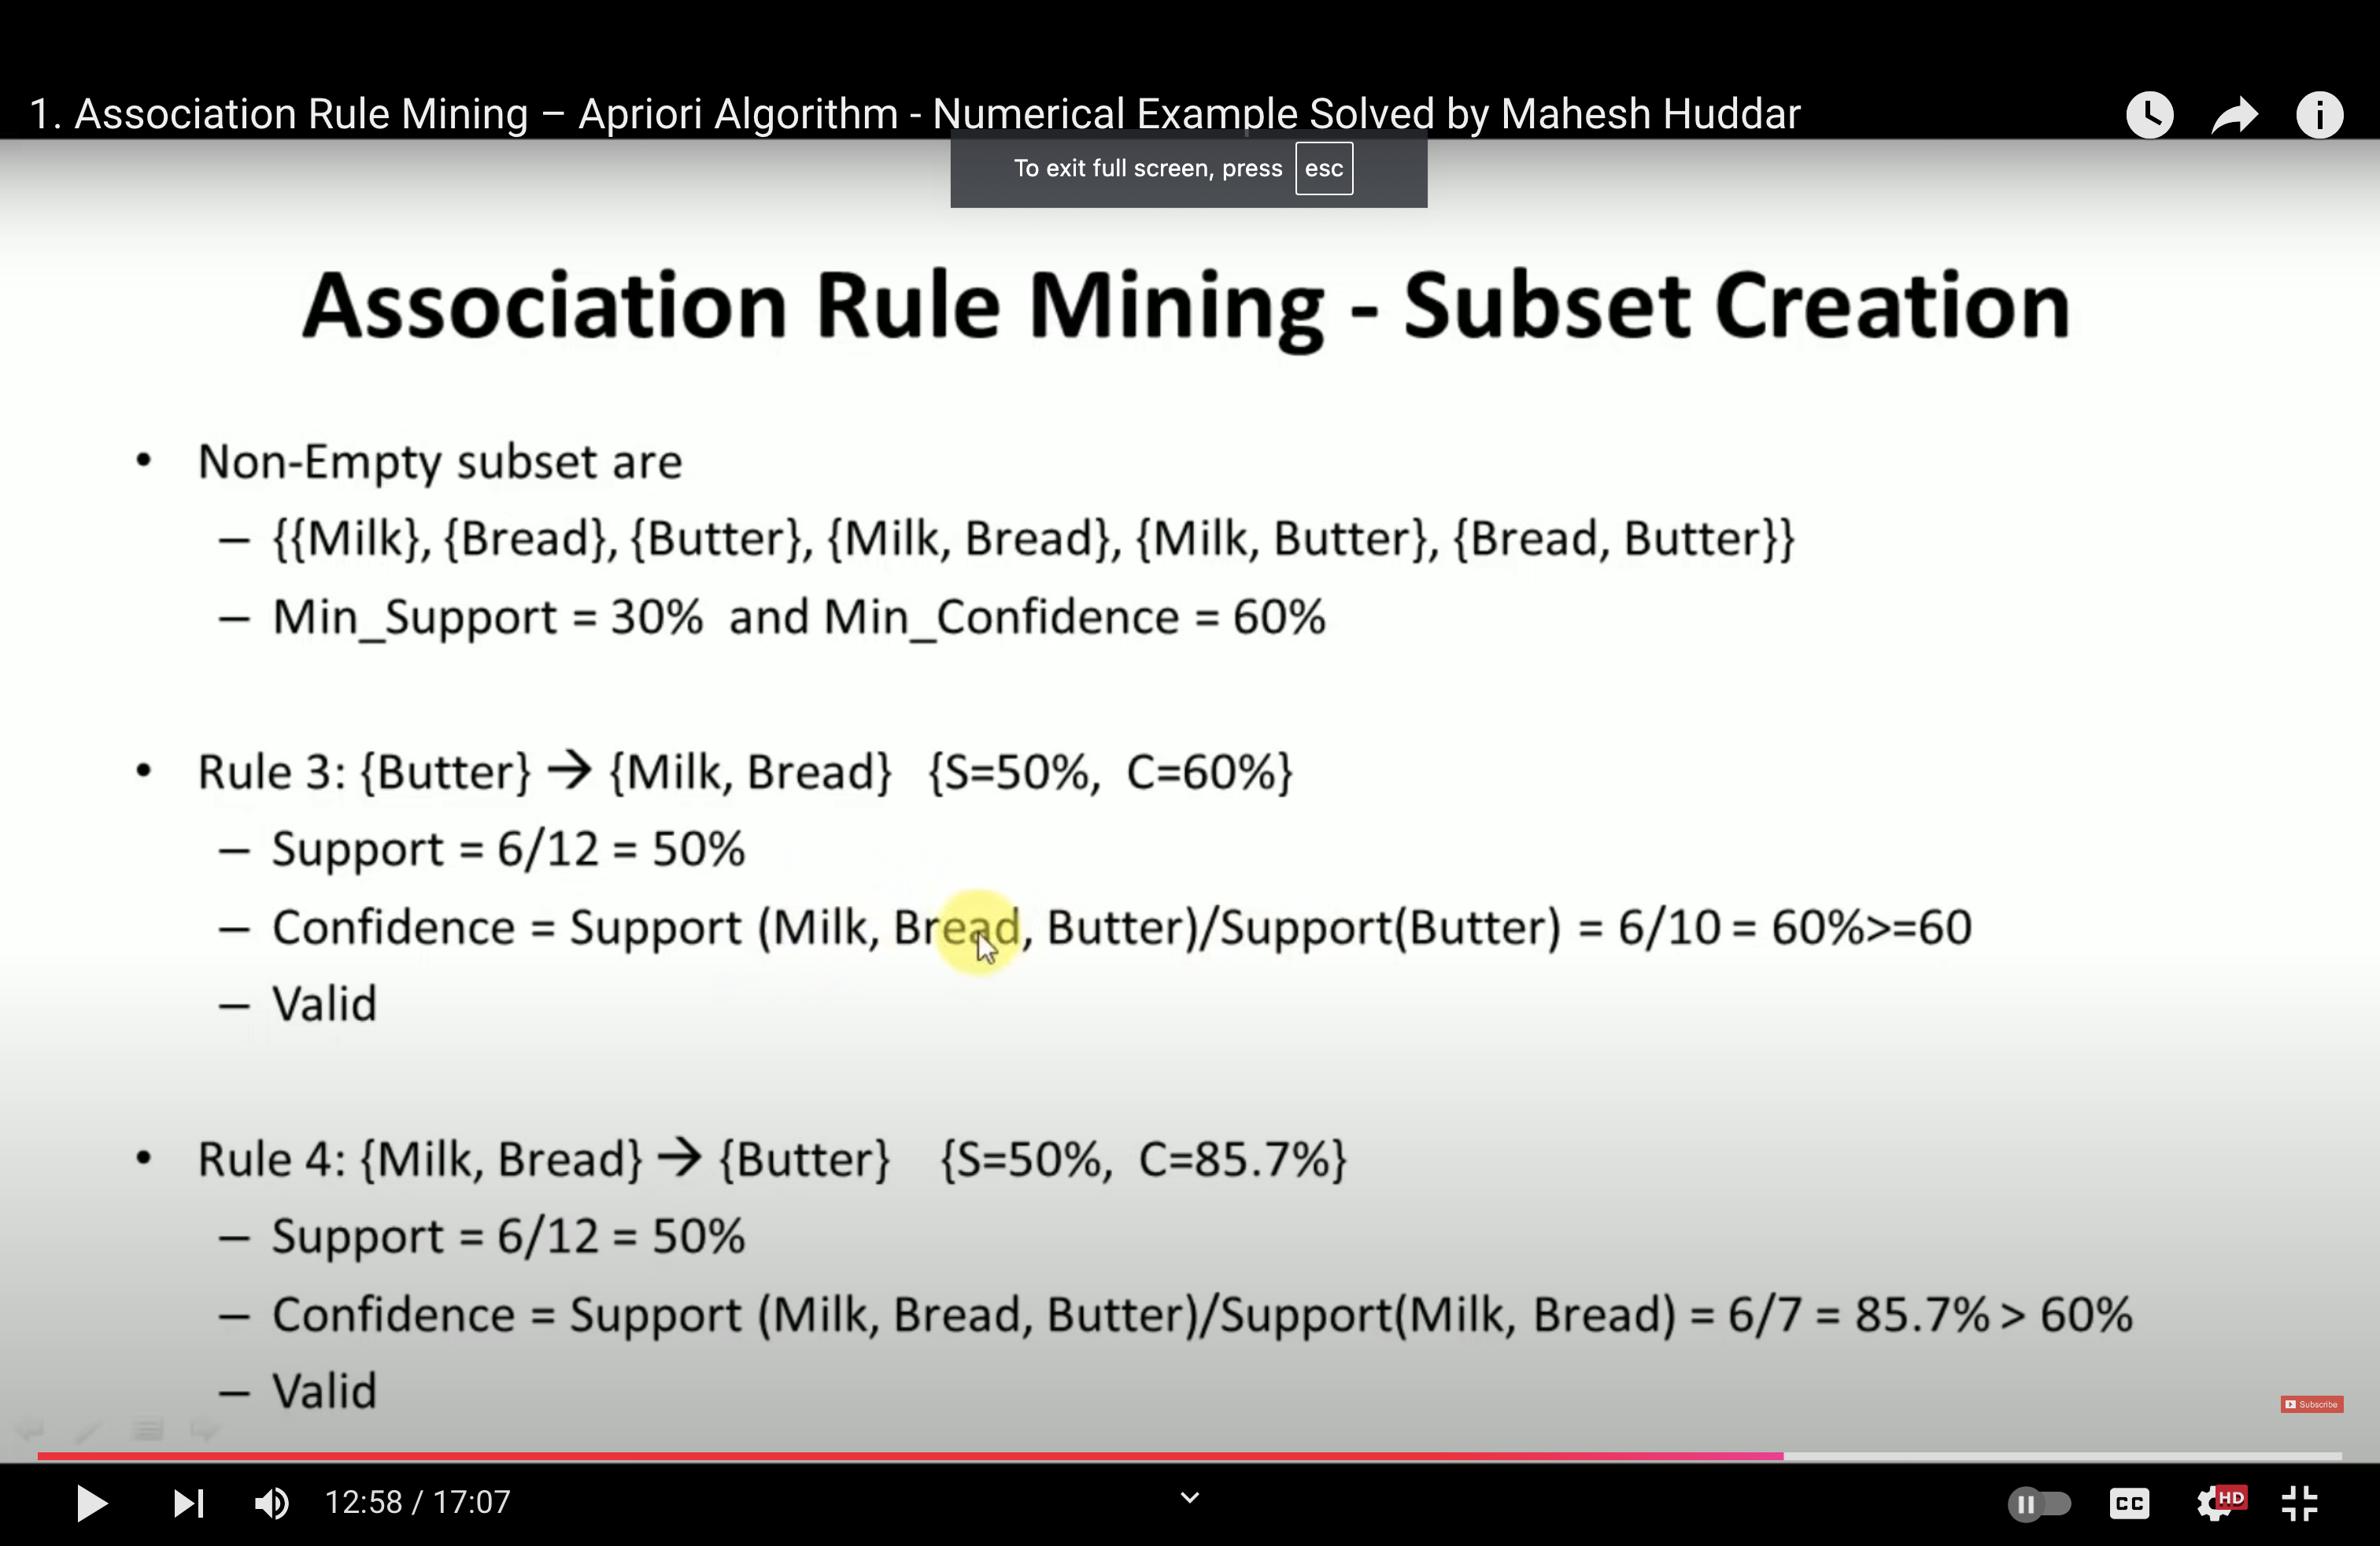 1. Association Rule Mining – Apriori Algorithm - Numerical Example Solved by Mahesh Huddar
To exit full screen, press esc
Association Rule Mining - Subset Creation
• Non-Empty subset are
– {{Milk}, {Bread}, {Butter}, {Milk, Bread}, {Milk, Butter}, {Bread, Butter}}
– Min_Support = 30% and Min_Confidence = 60%
• Rule 3: {Butter} → {Milk, Bread} {S=50%, C=60%}
– Support = 6/12 = 50%
– Confidence = Support (Milk, Bread, Butter)/Support(Butter) = 6/10 = 60%>=60
– Valid
• Rule 4: {Milk, Bread} → {Butter} {S=50%, C=85.7%}
– Support = 6/12 = 50%
– Confidence = Support (Milk, Bread, Butter)/Support(Milk, Bread) = 6/7 = 85.7% > 60%
– Valid
Subscribe
12:58 / 17:07
CC
HD